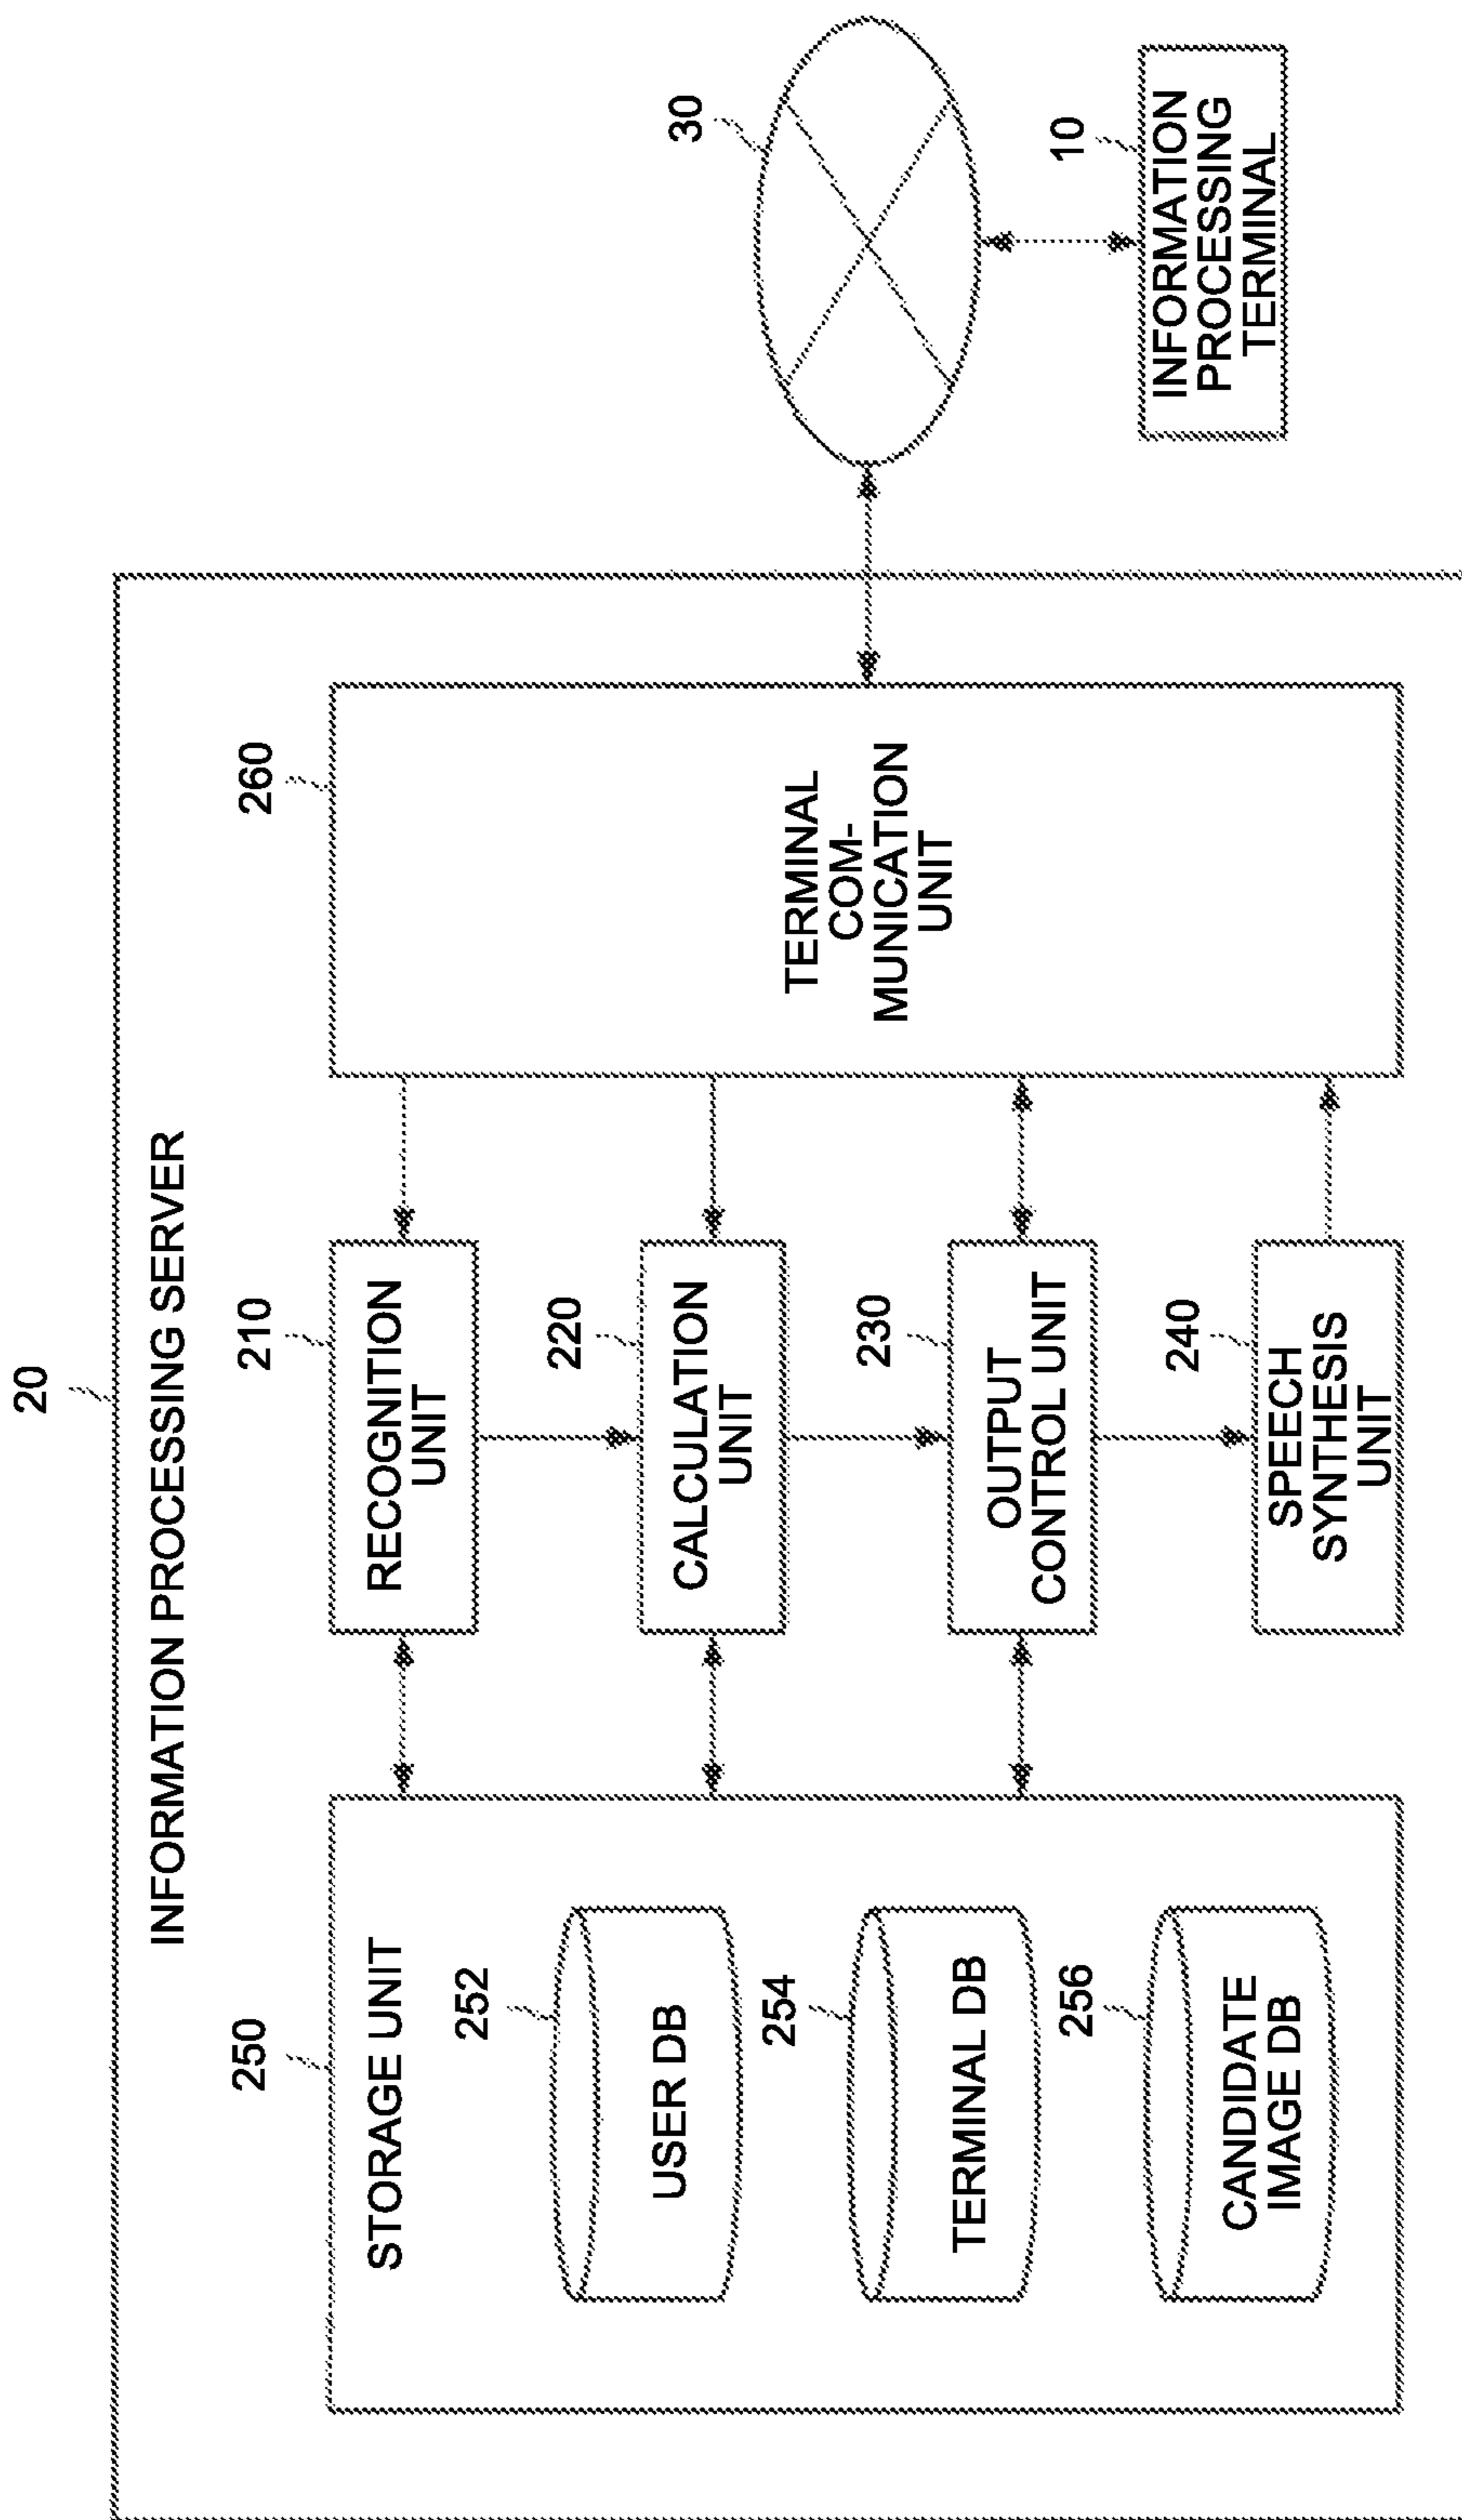 20
INFORMATION PROCESSING SERVER
250
STORAGE UNIT
252
USER DB
254
TERMINAL DB
256
CANDIDATE
IMAGE DB
210
RECOGNITION
UNIT
220
CALCULATION
UNIT
230
OUTPUT
CONTROL UNIT
240
SPEECH
SYNTHESIS
UNIT
260
TERMINAL
COM-
MUNICATION
UNIT
30
10
INFORMATION
PROCESSING
TERMINAL